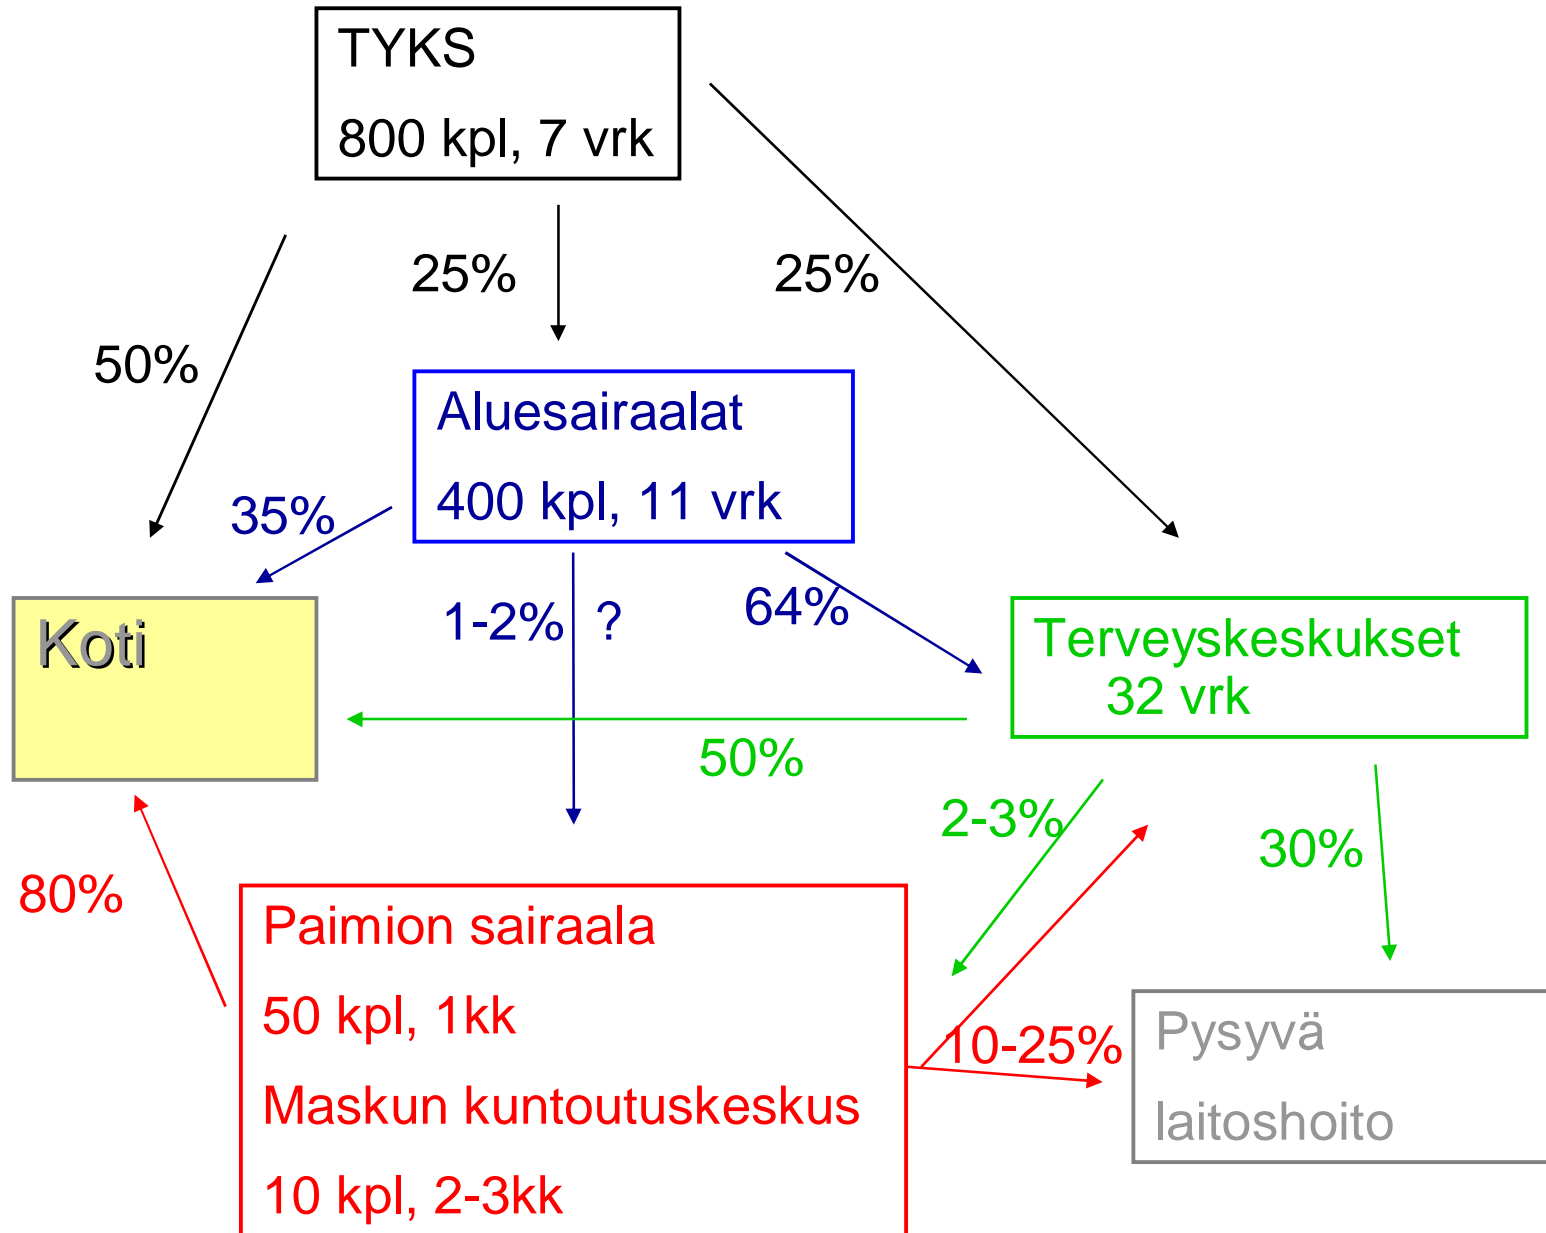 TYKS
800 kpl, 7 vrk
25%
25%
50%
Aluesairaalat
400 kpl, 11 vrk
35%
1-2% ?
64%
Koti
Terveyskeskukset
32 vrk
50%
2-3%
30%
80%
Paimion sairaala
50 kpl, 1kk
Maskun kuntoutuskeskus
10 kpl, 2-3kk
10-25%
Pysyvä
laitoshoito